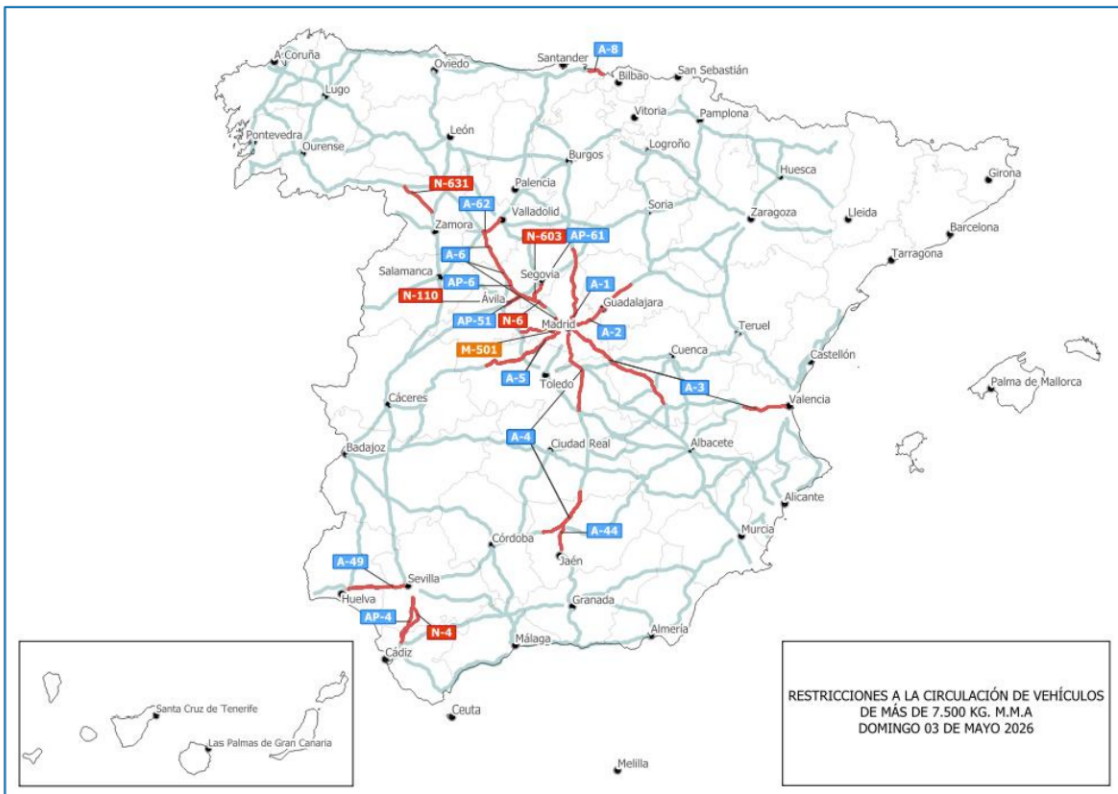 A-8
Santander
A Coruña
Oviedo
San Sebastián
Bilbao
Lugo
Vitoria
Pamplona
Pontevedra
León
Ourense
Logroño
Burgos
Huesca
Girona
N-631
Palencia
A-62
Valladolid
Soria
Zaragoza
Lleida
Zamora
N-603
AP-61
Barcelona
A-6
Tarragona
Salamanca
Segovia
AP-6
A-1
N-110
Ávila
Guadalajara
AP-51
N-6
Madrid
A-2
Teruel
M-501
Cuenca
Castellón
A-5
Toledo
A-3
Palma de Mallorca
Cáceres
Valencia
A-4
Ciudad Real
Albacete
Badajoz
Alicante
A-44
Murcia
Córdoba
Jaén
A-49
Sevilla
Huelva
Granada
AP-4
N-4
Almería
Málaga
Cádiz
Ceuta
Melilla
Santa Cruz de Tenerife
Las Palmas de Gran Canaria
RESTRICCIONES A LA CIRCULACIÓN DE VEHÍCULOS
DE MÁS DE 7.500 KG. M.M.A
DOMINGO 03 DE MAYO 2026